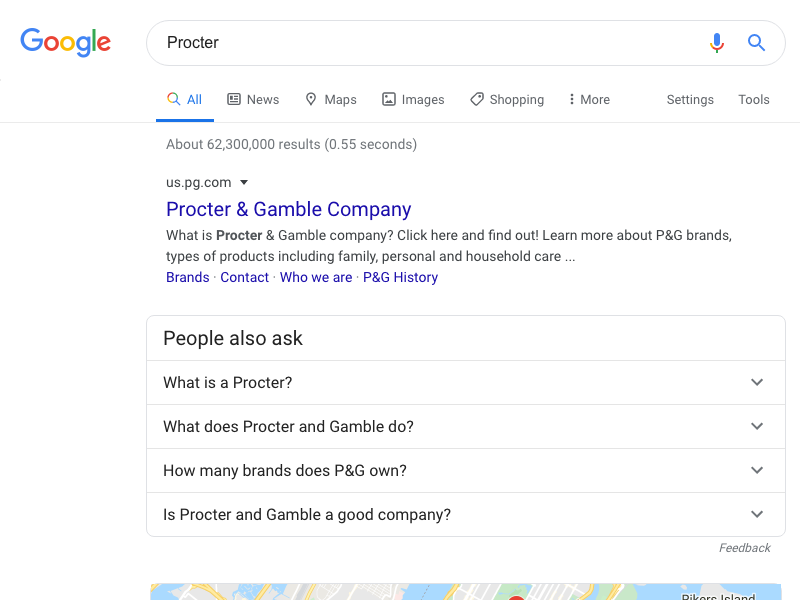 Google
Procter
All News Maps Images Shopping More Settings Tools
About 62,300,000 results (0.55 seconds)
us.pg.com
Procter & Gamble Company
What is Procter & Gamble company? Click here and find out! Learn more about P&G brands,
types of products including family, personal and household care ...
Brands · Contact · Who we are · P&G History
People also ask
What is a Procter?
What does Procter and Gamble do?
How many brands does P&G own?
Is Procter and Gamble a good company?
Feedback
Rikers Island